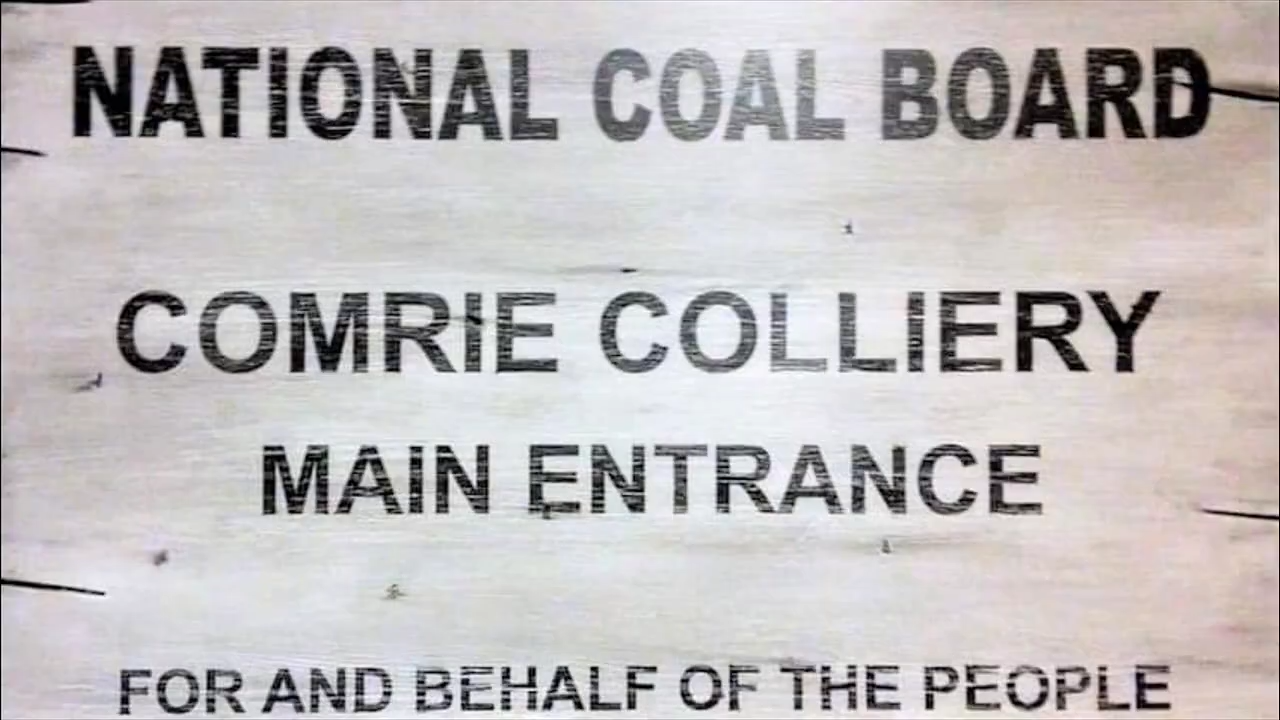 NATIONAL COAL BOARD
COMRIE COLLIERY
MAIN ENTRANCE
FOR AND BEHALF OF THE PEOPLE